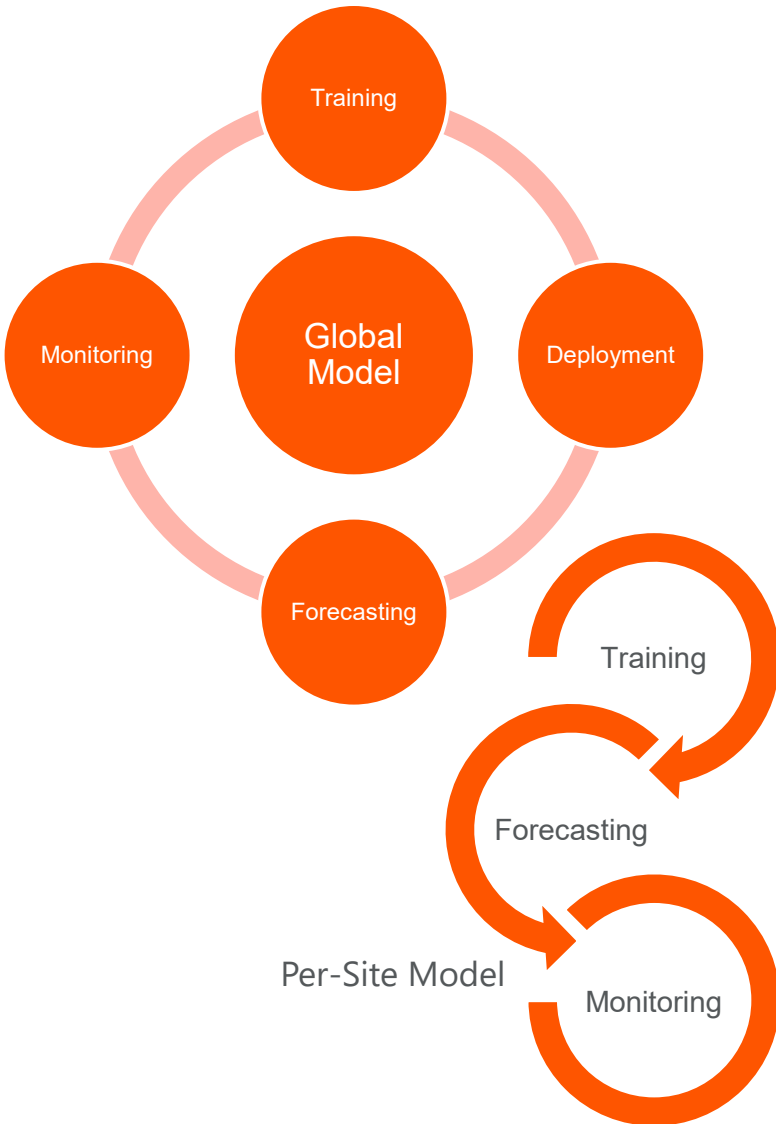 Training
Global
Model
Monitoring
Deployment
Forecasting
Training
Forecasting
Per-Site Model
Monitoring